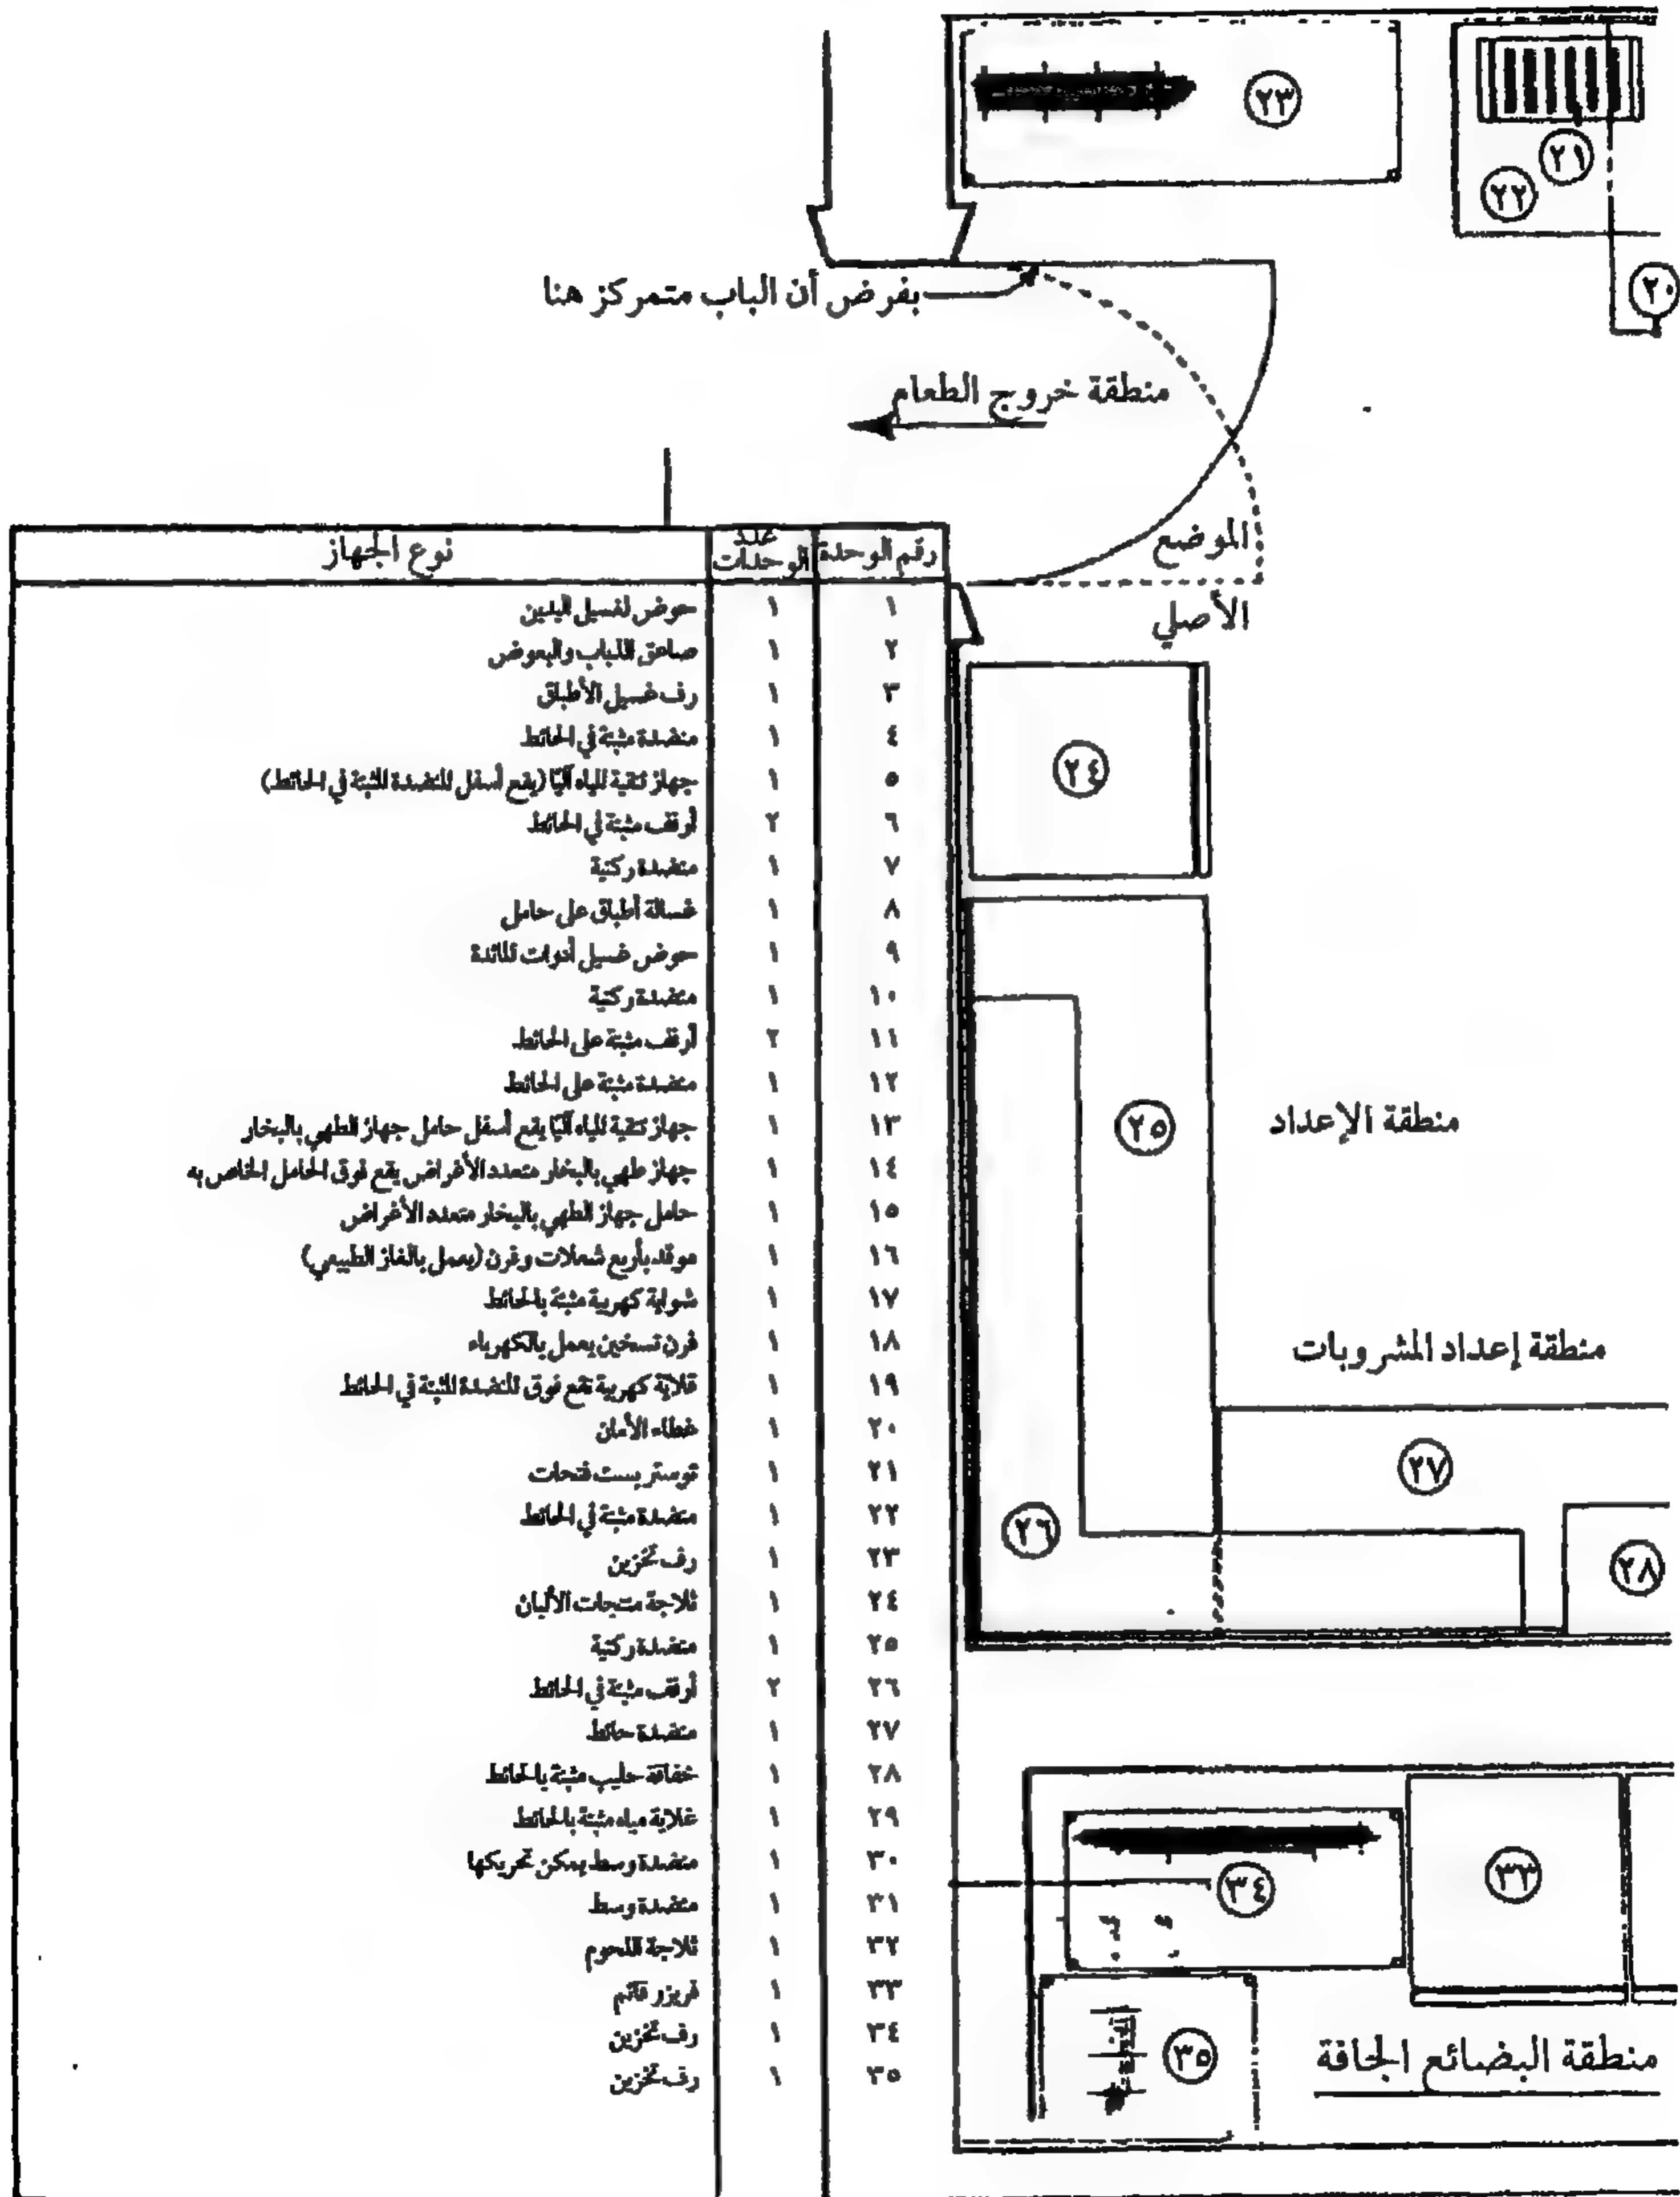 ٢٣
٢١
٢٢
٢٠
بفرض أن الباب متمركز هنا
منطقة خروج الطعام
الموضع
الأصلي
٢٤
٢٥
منطقة الإعداد
منطقة إعداد المشروبات
٢٧
٢٦
٢٨
٣٤
٣٣
٣٥
منطقة البضائع الجافة
رقم الوحدة عدد الوحدات نوع الجهاز
١ ١ حوض لغسيل اليدين
٢ ١ صاعق الذباب والبعوض
٣ ١ رف غسيل الأطباق
٤ ١ منضدة مثبتة في الحائط
٥ ١ جهاز تنقية المياه آليًا (يقع أسفل المنضدة المثبتة في الحائط)
٦ ٢ أرفف مثبتة في الحائط
٧ ١ منضدة ركنية
٨ ١ غسالة أطباق على حامل
٩ ١ حوض غسيل أدوات المائدة
١٠ ١ منضدة ركنية
١١ ٢ أرفف مثبتة على الحائط
١٢ ١ منضدة مثبتة على الحائط
١٣ ١ جهاز تنقية المياه آليًا يقع أسفل حامل جهاز الطهي بالبخار
١٤ ١ جهاز طهي بالبخار متعدد الأغراض يقع فوق الحامل الخاص به
١٥ ١ حامل جهاز الطهي بالبخار متعدد الأغراض
١٦ ١ موقد بأربع شعلات وفرن (يعمل بالغاز الطبيعي)
١٧ ١ شواية كهربية مثبتة بالحائط
١٨ ١ فرن تسخين يعمل بالكهرباء
١٩ ١ قلاية كهربية تقع فوق المنضدة المثبتة في الحائط
٢٠ ١ غطاء الأمان
٢١ ١ توستر بست فتحات
٢٢ ١ منضدة مثبتة في الحائط
٢٣ ١ رف تخزين
٢٤ ١ ثلاجة منتجات الألبان
٢٥ ١ منضدة ركنية
٢٦ ٢ أرفف مثبتة في الحائط
٢٧ ١ منضدة حائط
٢٨ ١ خفاقة حليب مثبتة بالحائط
٢٩ ١ غلاية مياه مثبتة بالحائط
٣٠ ١ منضدة وسط يمكن تحريكها
٣١ ١ منضدة وسط
٣٢ ١ ثلاجة اللحوم
٣٣ ١ فريزر قائم
٣٤ ١ رف تخزين
٣٥ ١ رف تخزين